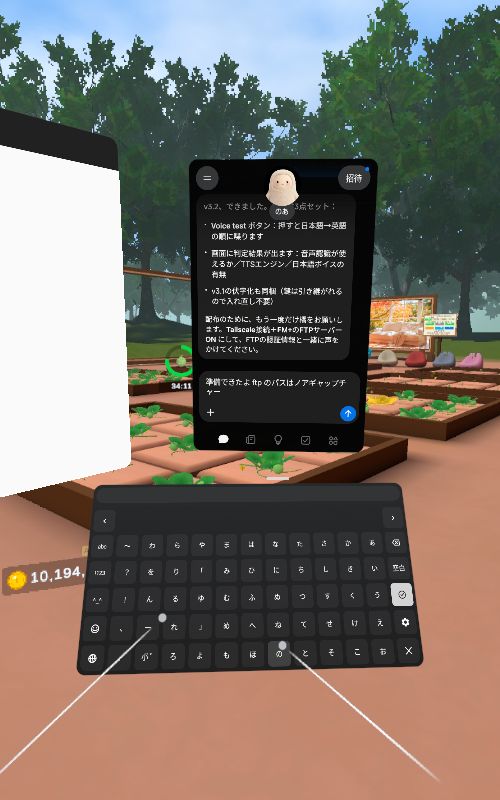 招待
のあ
v3.2、できました。
3点セット：
・ Voice test ボタン：押すと日本語→英語
の順に喋ります
・ 画面に判定結果が出ます：音声認識が使
えるか／TTSエンジン／日本語ボイスの
有無
・ v3.1の伏字化も同梱（鍵は引き継がれる
ので入れ直し不要）
配布のために、もう一度だけ橋をお願いし
ます。Tailscale接続＋FM+のFTPサーバー
ON にして、FTPの認証情報と一緒に声を
かけてください。
準備できたよ ftp のパスはノアギャップチ
ャー
34:11
10,194,
abc 〜 わ ら や ま は な た さ か あ
!123 ? を り 「 み ひ に ち し き い 空白
^_^ ! ん る ゆ む ふ ぬ つ す く う
、 ー れ 」 め へ ね て せ け え
ろ よ も ほ の と そ こ お